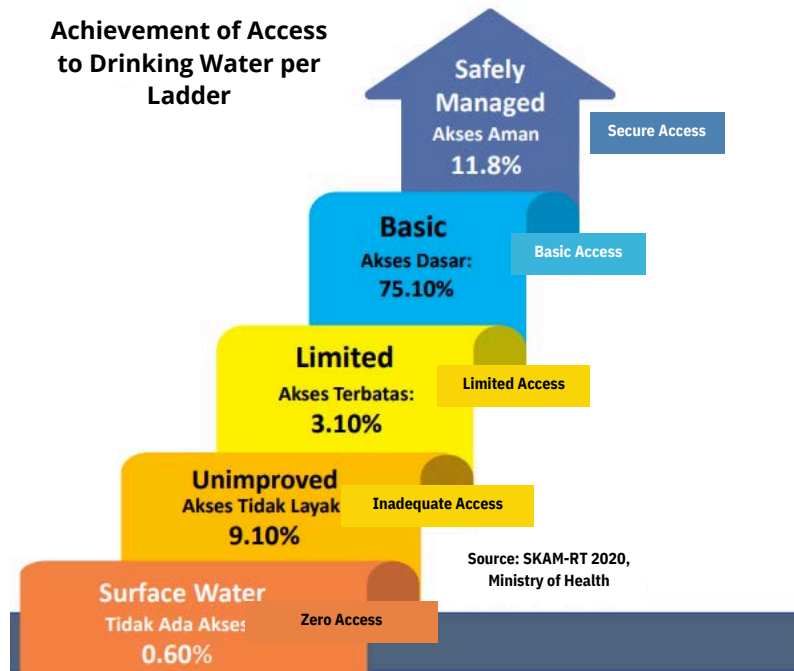 Achievement of Access
to Drinking Water per
Ladder
Safely
Managed
Akses Aman
11.8%
Secure Access
Basic
Akses Dasar:
75.10%
Basic Access
Limited
Akses Terbatas:
3.10%
Limited Access
Unimproved
Akses Tidak Layak
9.10%
Inadequate Access
Source: SKAM-RT 2020,
Ministry of Health
Surface Water
Tidak Ada Akses
0.60%
Zero Access